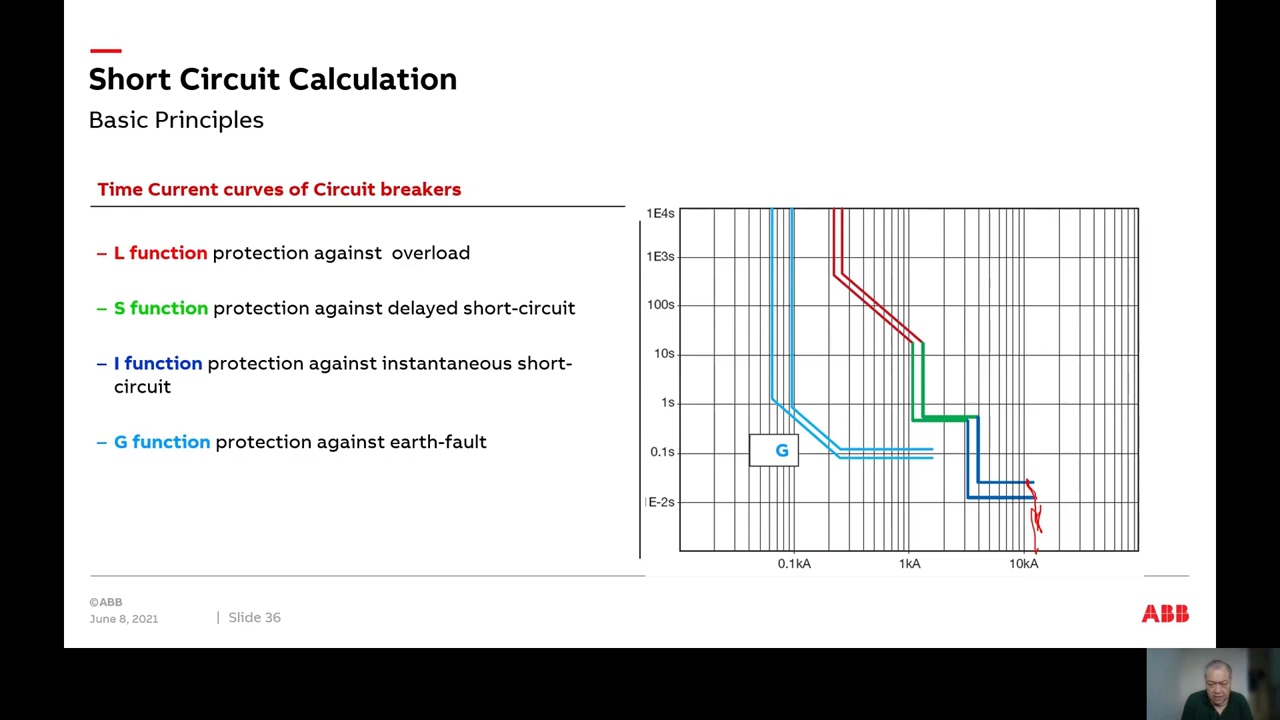 Short Circuit Calculation
Basic Principles
Time Current curves of Circuit breakers
– L function protection against overload
– S function protection against delayed short-circuit
– I function protection against instantaneous short-
circuit
– G function protection against earth-fault
1E4s
1E3s
100s
10s
1s
0.1s
E-2s
G
0.1kA
1kA
10kA
©ABB
June 8, 2021
| Slide 36
ABB